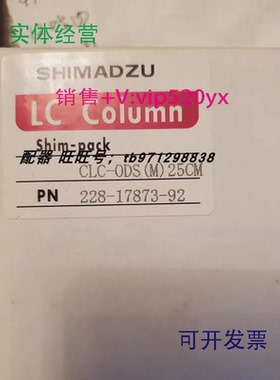 实体经营
SHIMADZU
销售+V:vip520yx
LC Column
Shim-pack
配器 旺旺号: tb971298838
CLC-ODS(M)25CM
PN 228-17873-92
可开发票